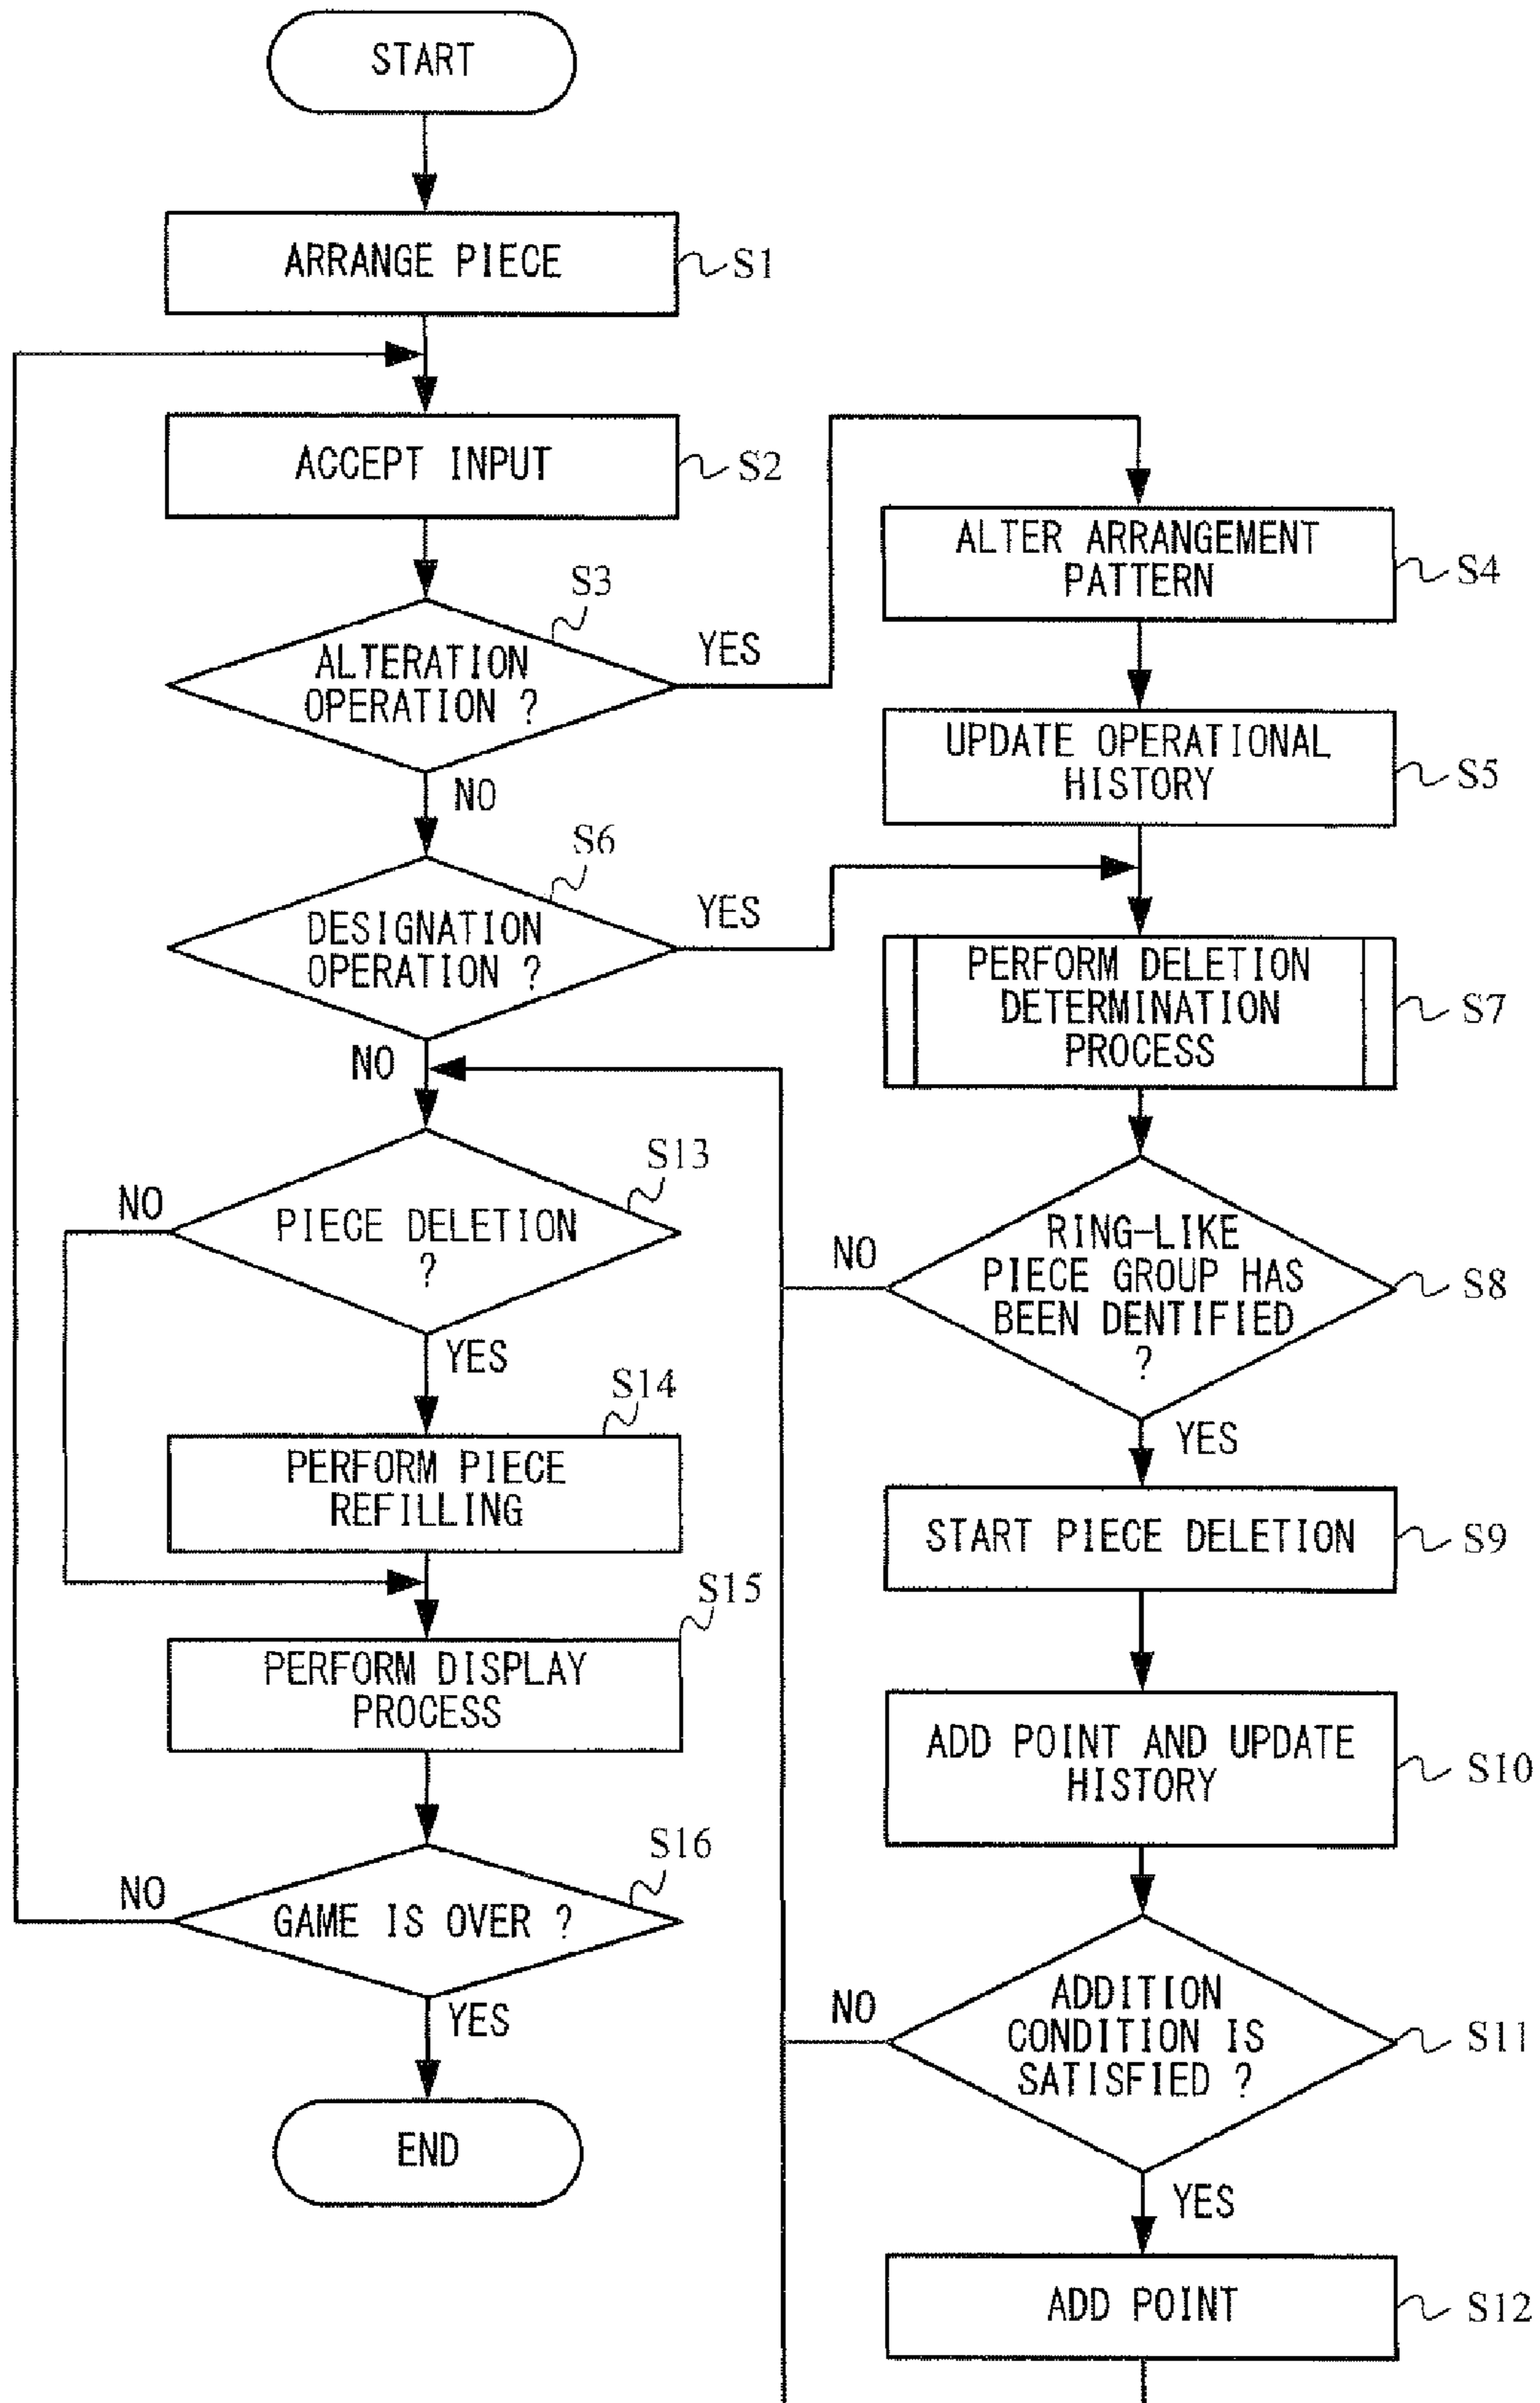 START
ARRANGE PIECE
S1
ACCEPT INPUT
S2
S3
ALTERATION
OPERATION ?
YES
NO
ALTER ARRANGEMENT
PATTERN
S4
UPDATE OPERATIONAL
HISTORY
S5
S6
DESIGNATION
OPERATION ?
YES
NO
PERFORM DELETION
DETERMINATION
PROCESS
S7
S13
NO
PIECE DELETION
?
YES
RING-LIKE
PIECE GROUP HAS
BEEN DENTIFIED
?
S8
NO
YES
S14
PERFORM PIECE
REFILLING
START PIECE DELETION
S9
S15
PERFORM DISPLAY
PROCESS
ADD POINT AND UPDATE
HISTORY
S10
S16
NO
GAME IS OVER ?
YES
END
NO
ADDITION
CONDITION IS
SATISFIED ?
S11
YES
ADD POINT
S12